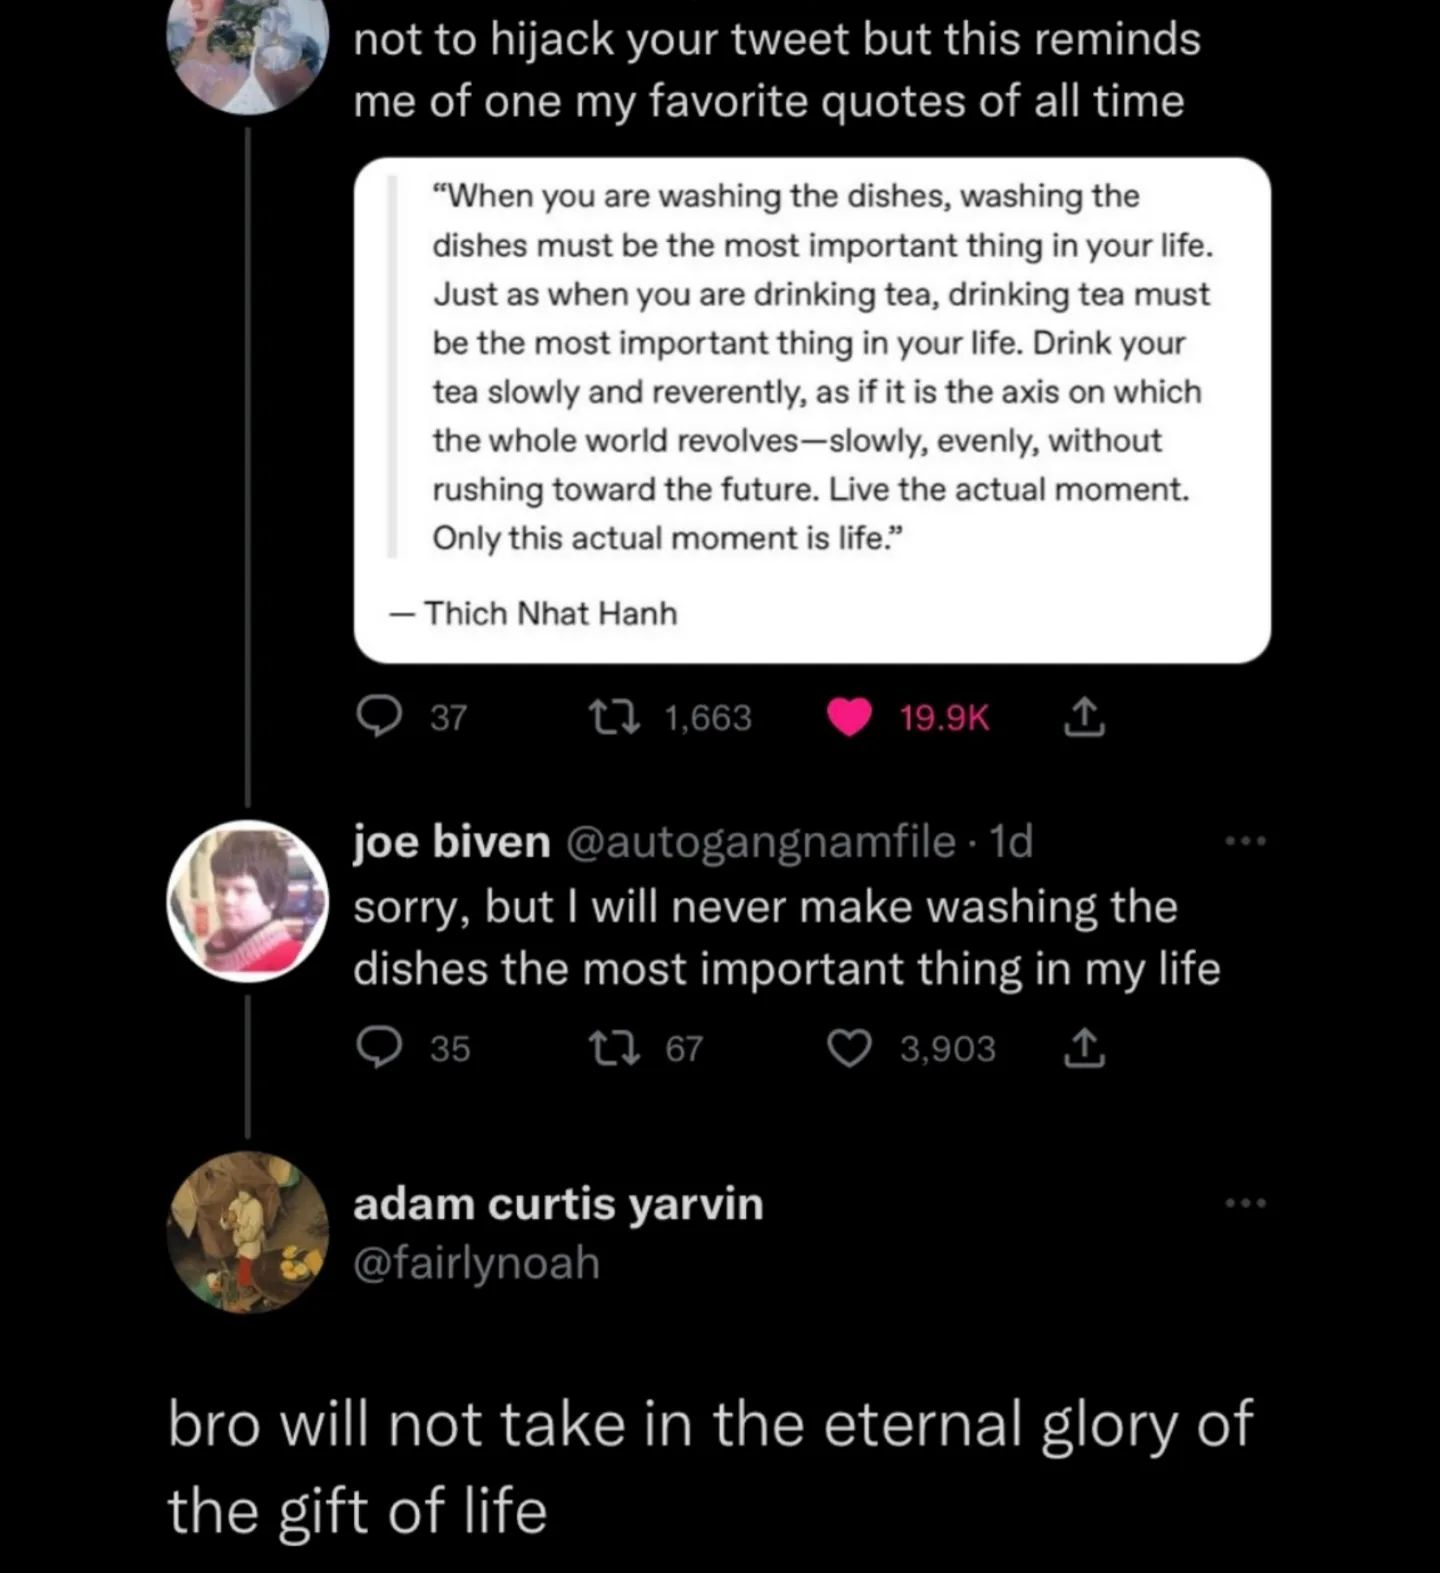 not to hijack your tweet but this reminds
me of one my favorite quotes of all time
“When you are washing the dishes, washing the
dishes must be the most important thing in your life.
Just as when you are drinking tea, drinking tea must
be the most important thing in your life. Drink your
tea slowly and reverently, as if it is the axis on which
the whole world revolves—slowly, evenly, without
rushing toward the future. Live the actual moment.
Only this actual moment is life.”
— Thich Nhat Hanh
37 1,663 19.9K
joe biven @autogangnamfile · 1d
sorry, but I will never make washing the
dishes the most important thing in my life
35 67 3,903
adam curtis yarvin
@fairlynoah
bro will not take in the eternal glory of
the gift of life